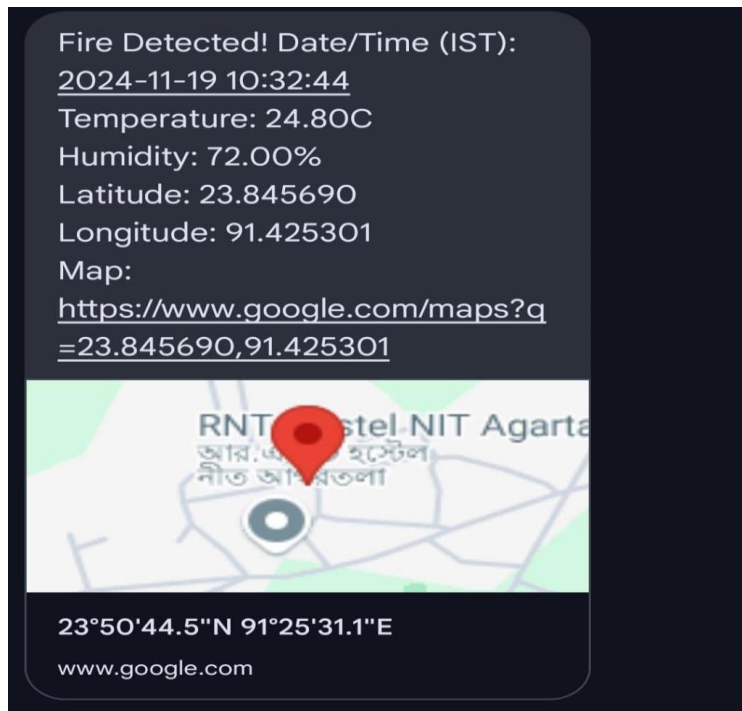 Fire Detected! Date/Time (IST):
2024-11-19 10:32:44
Temperature: 24.80C
Humidity: 72.00%
Latitude: 23.845690
Longitude: 91.425301
Map:
https://www.google.com/maps?q
=23.845690,91.425301
RNT stel NIT Agarta
আর.এ হস্টেল
নীত
23°50'44.5"N 91°25'31.1"E
www.google.com